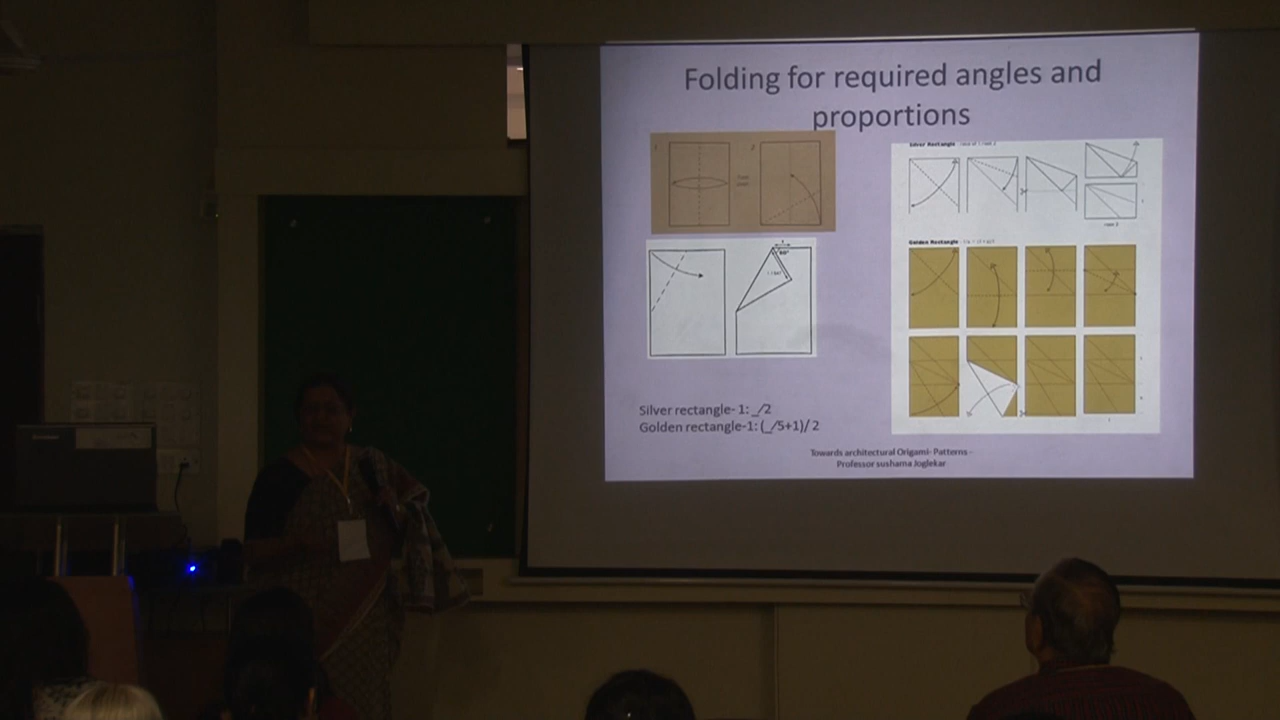 Folding for required angles and
proportions
Silver Rectangle
Golden Rectangle
Silver rectangle- 1: _/2
Golden rectangle-1: (_/5+1)/ 2
Towards architectural Origami- Patterns -
Professor sushama Joglekar